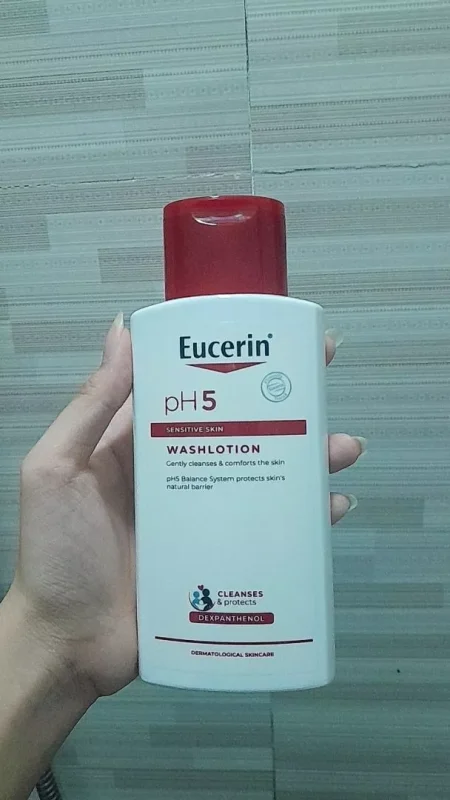 Eucerin®
pH5
SENSITIVE SKIN
WASHLOTION
Gently cleanses & comforts the skin
pH5 Balance System protects skin's
natural barrier
CLEANSES
& protects
DEXPANTHENOL
DERMATOLOGICAL SKINCARE